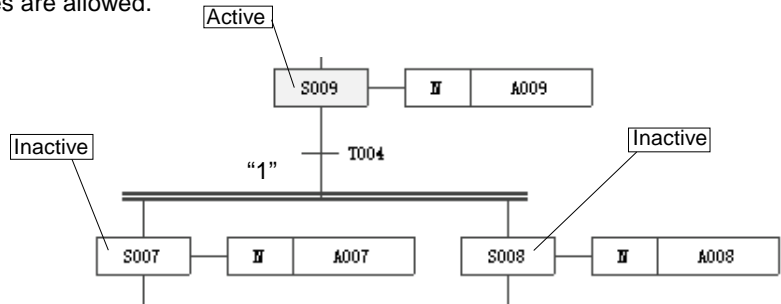 es are allowed.
Active
S009 N A009
Inactive
Inactive
"1"
T004
S007 N A007
S008 N A008